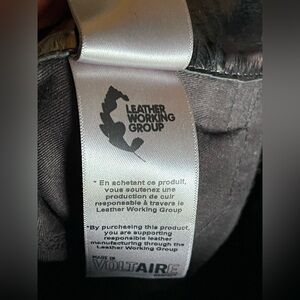 LEATHER
WORKING
GROUP
* En achetant ce produit,
vous soutenez une
production de cuir
responsable à travers le
Leather Working Group
*By purchasing this product,
you are supporting
responsible leather
manufacturing through the
Leather Working Group
MADE IN
VOLTAIRE